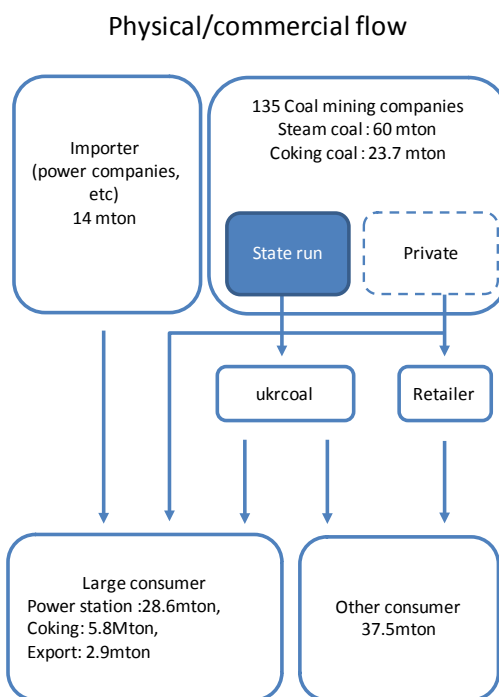 Physical/commercial flow
Importer
(power companies,
etc)
14 mton
135 Coal mining companies
Steam coal : 60 mton
Coking coal : 23.7 mton
State run
Private
ukrcoal
Retailer
Large consumer
Power station :28.6mton,
Coking: 5.8Mton,
Export: 2.9mton
Other consumer
37.5mton